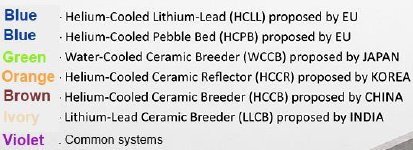 Blue · Helium-Cooled Lithium-Lead (HCLL) proposed by EU
Blue · Helium-Cooled Pebble Bed (HCPB) proposed by EU
Green · Water-Cooled Ceramic Breeder (WCCB) proposed by JAPAN
Orange · Helium-Cooled Ceramic Reflector (HCCR) proposed by KOREA
Brown · Helium-Cooled Ceramic Breeder (HCCB) proposed by CHINA
Ivory · Lithium-Lead Ceramic Breeder (LLCB) proposed by INDIA
Violet . Common systems